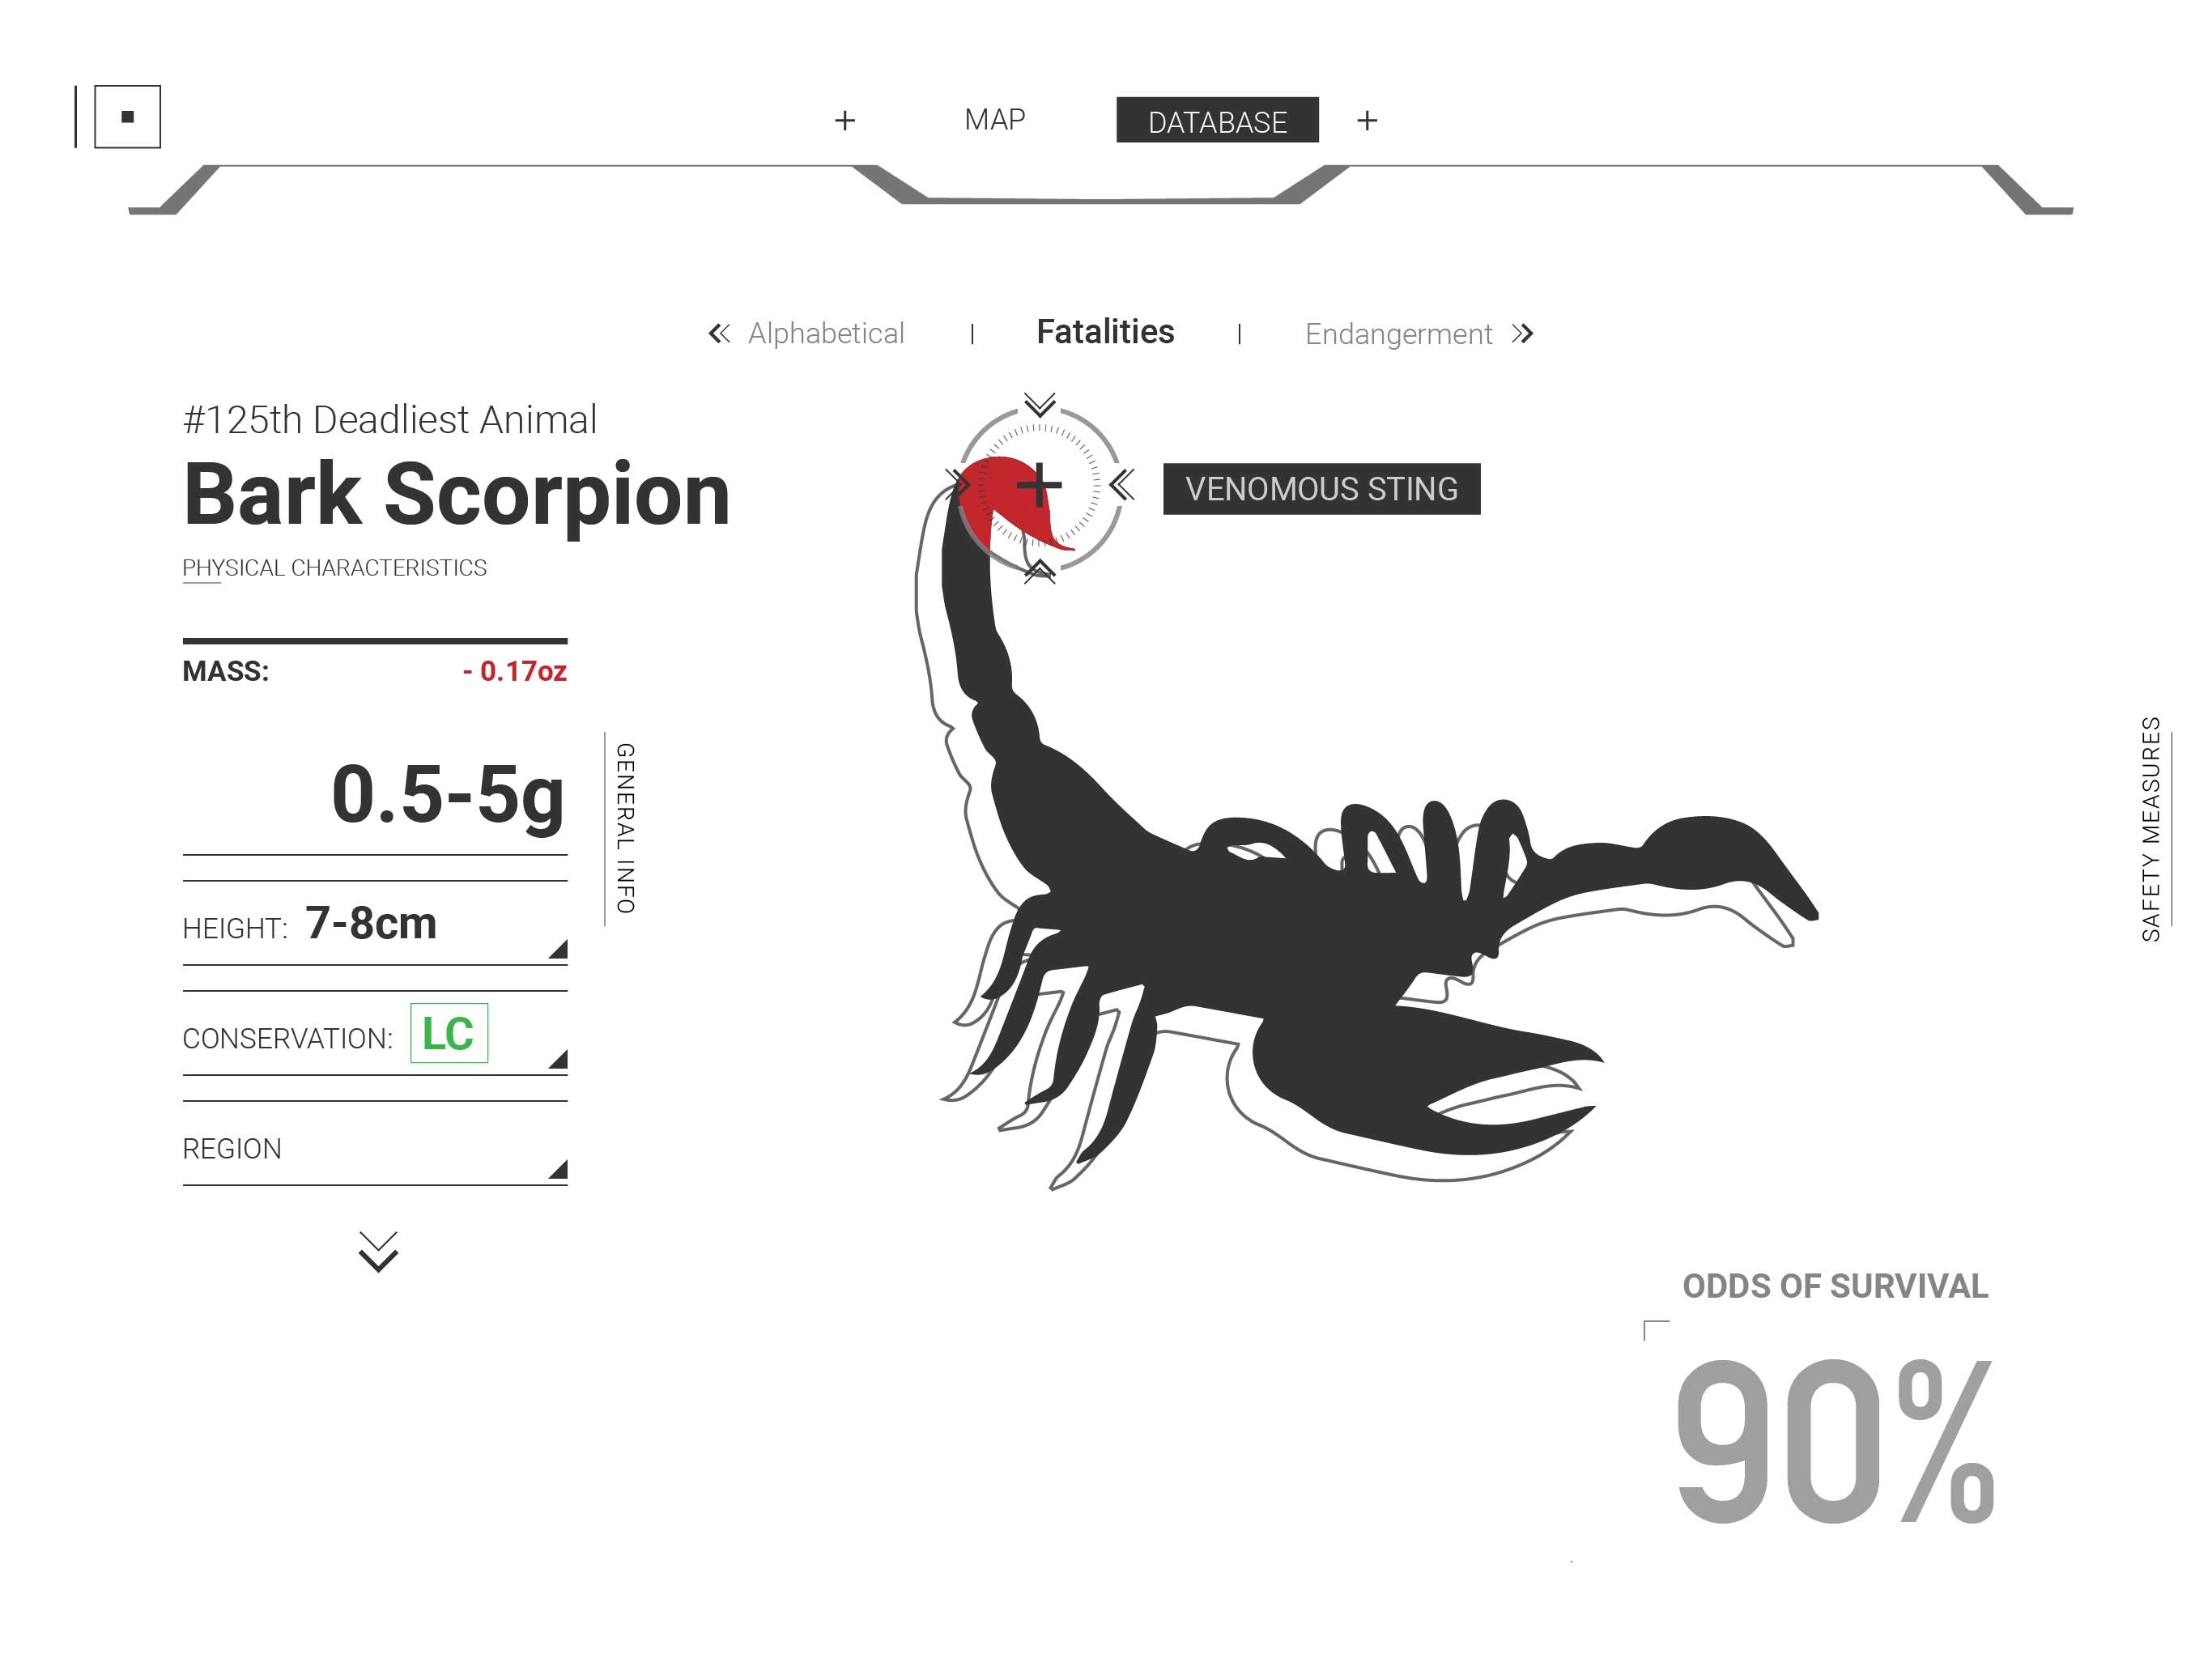 MAP
DATABASE
Alphabetical
Fatalities
Endangerment
#125th Deadliest Animal
Bark Scorpion
PHYSICAL CHARACTERISTICS
VENOMOUS STING
MASS:
- 0.17oz
0.5-5g
GENERAL INFO
HEIGHT: 7-8cm
CONSERVATION: LC
REGION
SAFETY MEASURES
ODDS OF SURVIVAL
90%